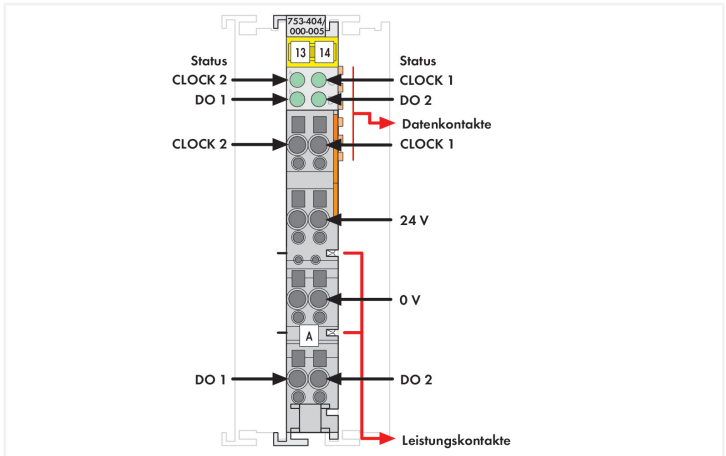 753-404/
000-005
13 14
Status
CLOCK 2
DO 1
Status
CLOCK 1
DO 2
Datenkontakte
CLOCK 2
CLOCK 1
24 V
0 V
A
DO 1
DO 2
Leistungskontakte